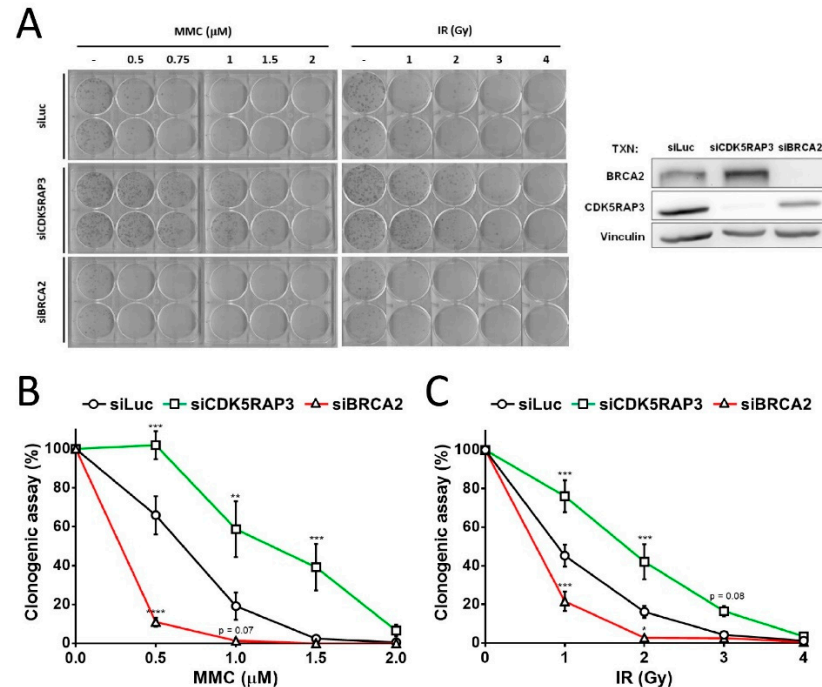 A
MMC (μM)
IR (Gy)
- 0.5 0.75 1 1.5 2
- 1 2 3 4
siLuc
siCDK5RAP3
siBRCA2
TXN: siLuc siCDK5RAP3 siBRCA2
BRCA2
CDK5RAP3
Vinculin
B
siLuc siCDK5RAP3 siBRCA2
Clonogenic assay (%)
100
80
60
40
20
0
***
**
***
****
p = 0.07
0.0 0.5 1.0 1.5 2.0
MMC (μM)
C
siLuc siCDK5RAP3 siBRCA2
Clonogenic assay (%)
100
80
60
40
20
0
***
***
p = 0.08
***
*
0 1 2 3 4
IR (Gy)